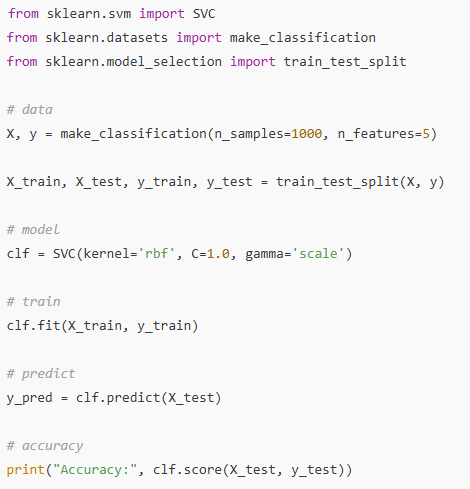 from sklearn.svm import SVC
from sklearn.datasets import make_classification
from sklearn.model_selection import train_test_split
# data
X, y = make_classification(n_samples=1000, n_features=5)
X_train, X_test, y_train, y_test = train_test_split(X, y)
# model
clf = SVC(kernel='rbf', C=1.0, gamma='scale')
# train
clf.fit(X_train, y_train)
# predict
y_pred = clf.predict(X_test)
# accuracy
print("Accuracy:", clf.score(X_test, y_test))